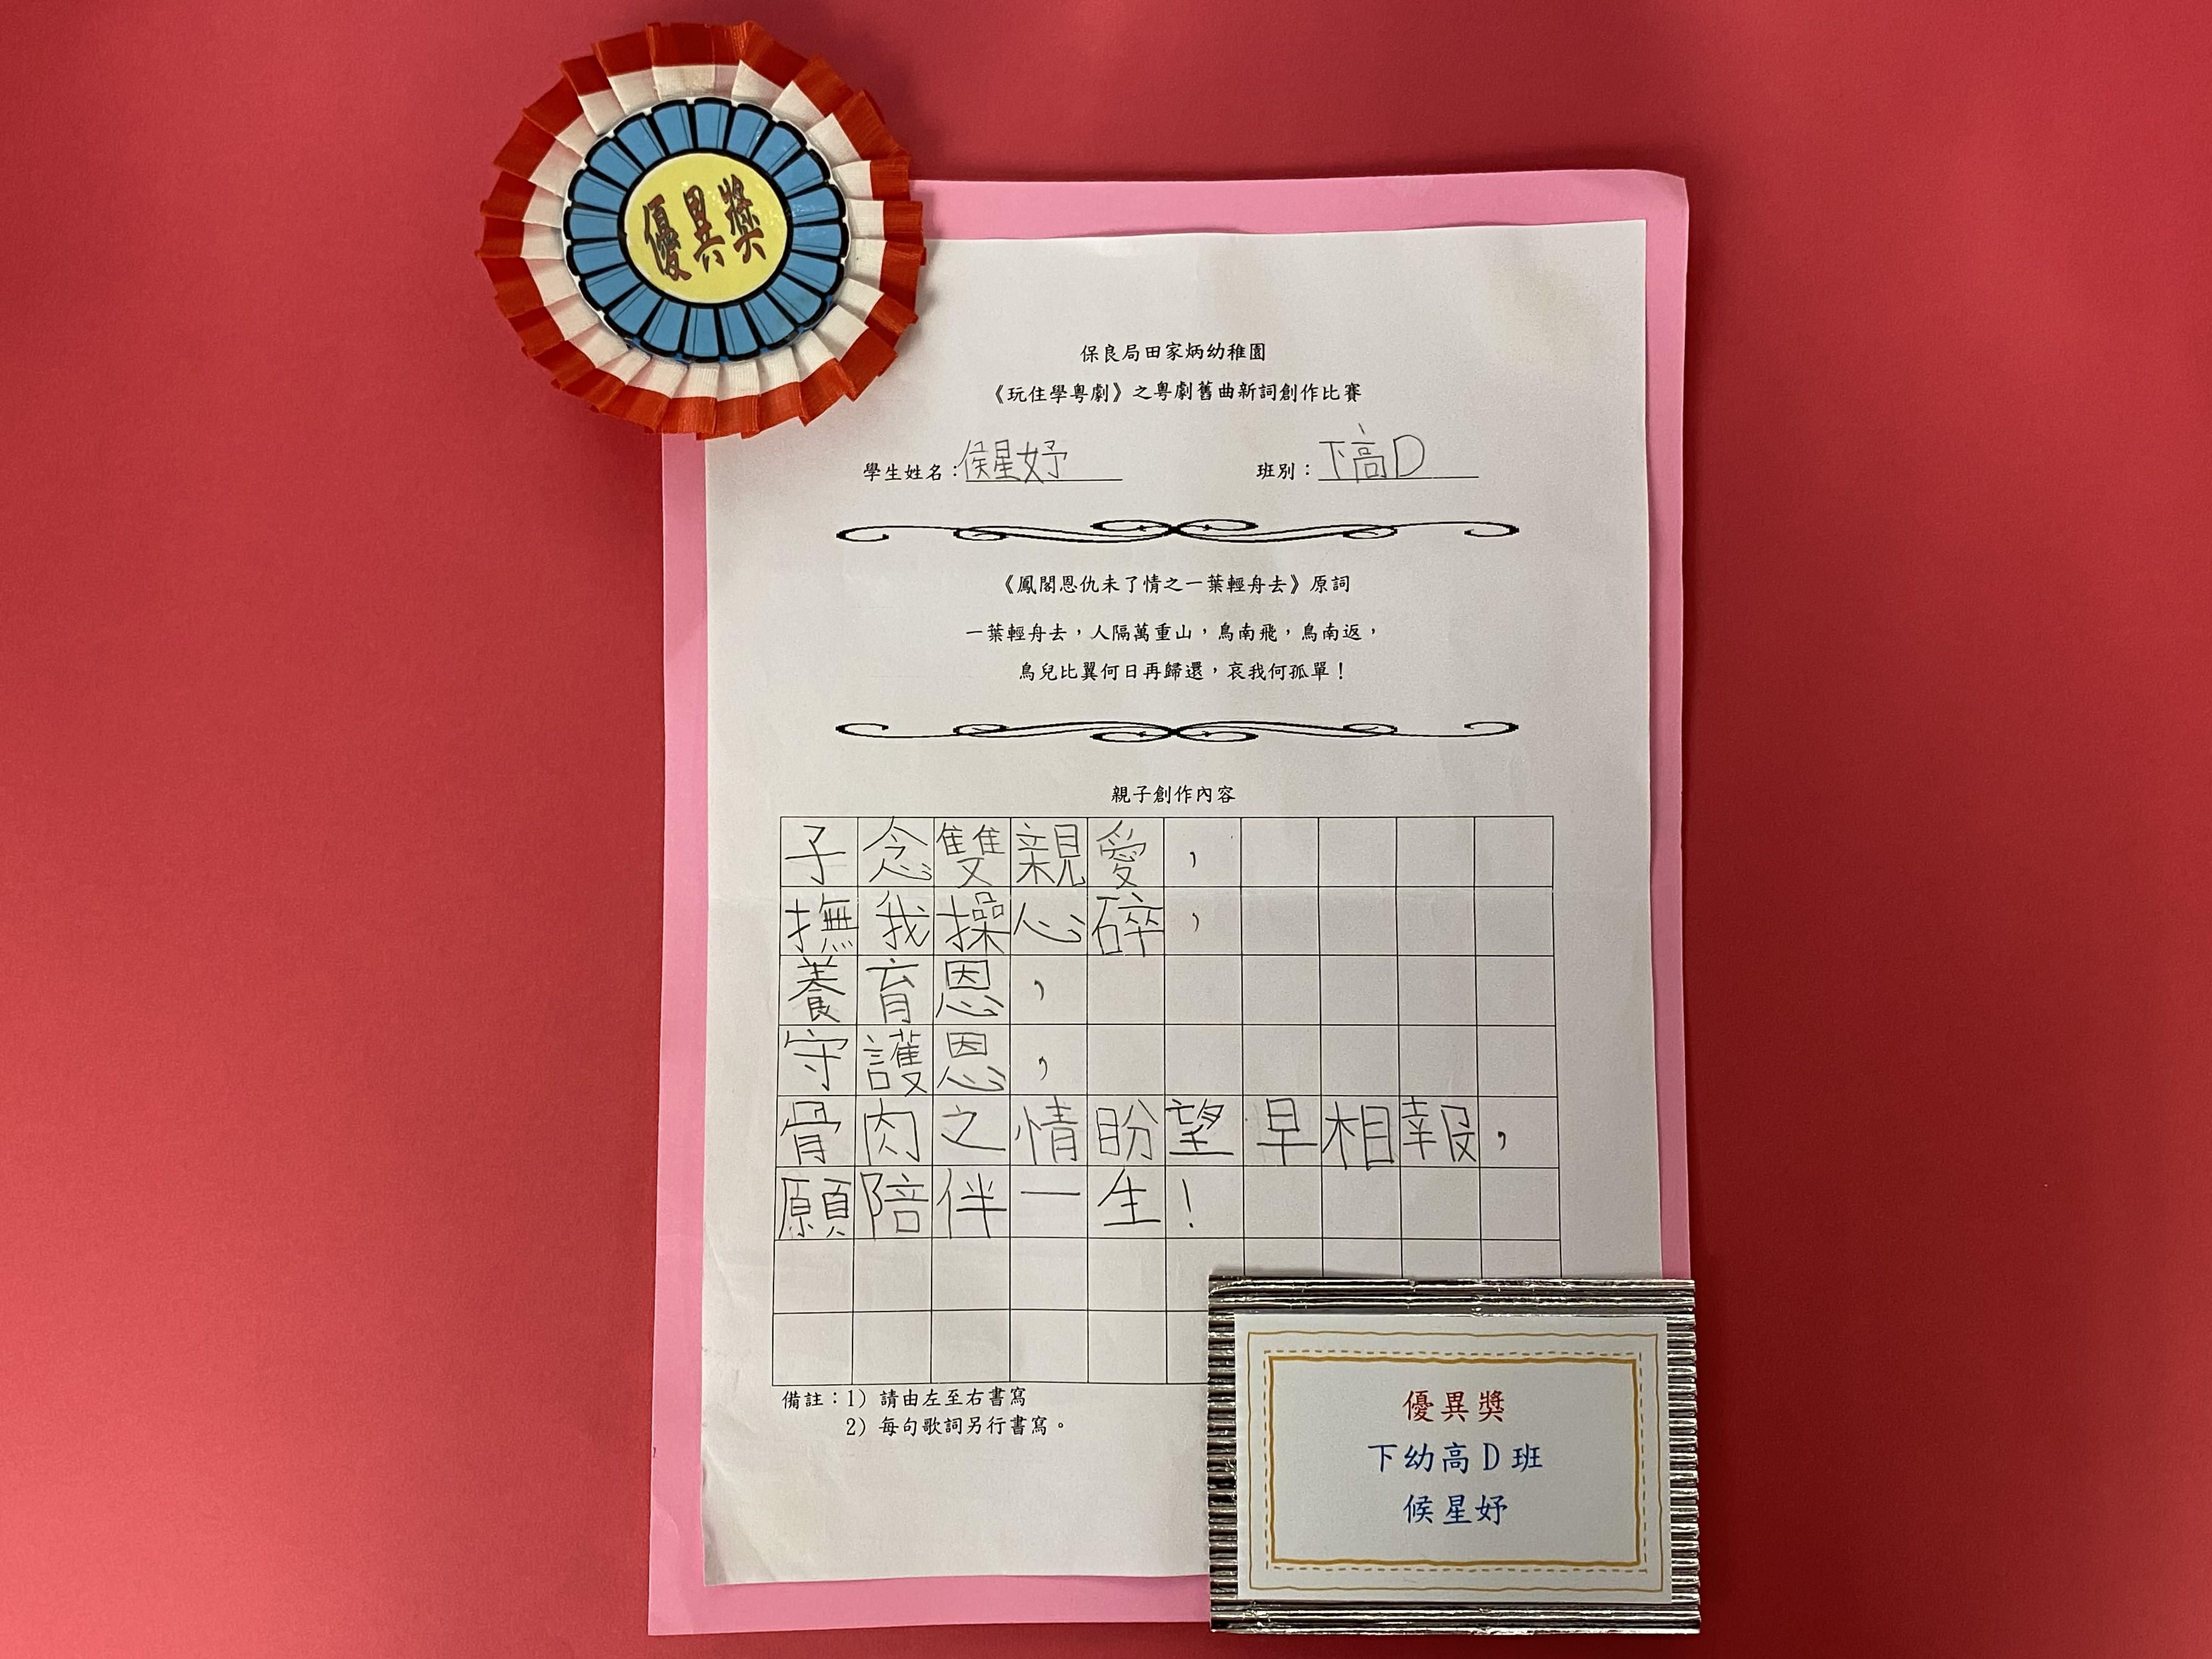 優異獎
保良局田家炳幼稚園
《玩住學粵劇》之粵劇舊曲新詞創作比賽
學生姓名：候星妤 班別：下高D
《鳳閣恩仇未了情之一葉輕舟去》原詞
一葉輕舟去，人隔萬重山，鳥南飛，鳥南返，
鳥兒比翼何日再歸還，哀我何孤單！
親子創作內容
子念雙親愛，
撫我操心碎，
養育恩，
守護恩，
骨肉之情盼望早相報，
願陪伴一生！
備註：1) 請由左至右書寫
2) 每句歌詞另行書寫。
優異獎
下幼高D班
候星妤